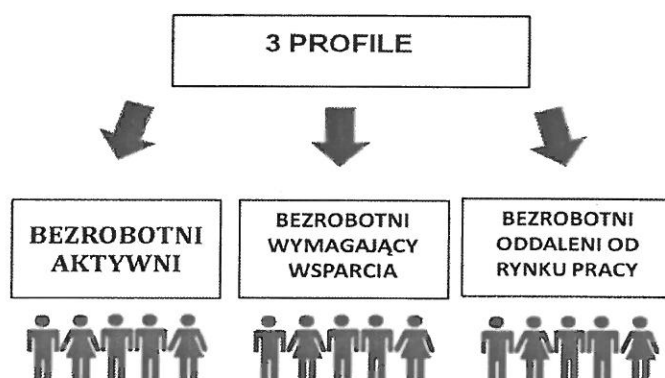 3 PROFILE
BEZROBOTNI
AKTYWNI
BEZROBOTNI
WYMAGAJĄCY
WSPARCIA
BEZROBOTNI
ODDALENI OD
RYNKU PRACY